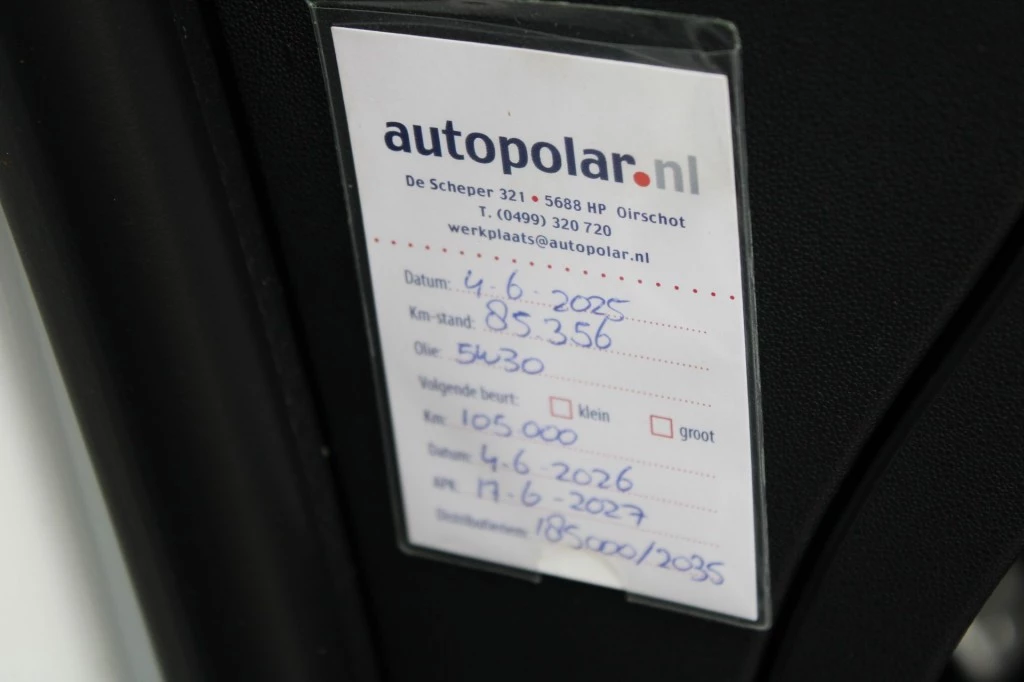 autopolar.nl
De Scheper 321 • 5688 HP Oirschot
T. (0499) 320 720
werkplaats@autopolar.nl
Datum: 4-6-2025
Km-stand: 85.356
Olie: 5W30
Volgende beurt: klein groot
Km: 105000
Datum: 4-6-2026
APK: 17-6-2027
Distributieriem: 185000/2035